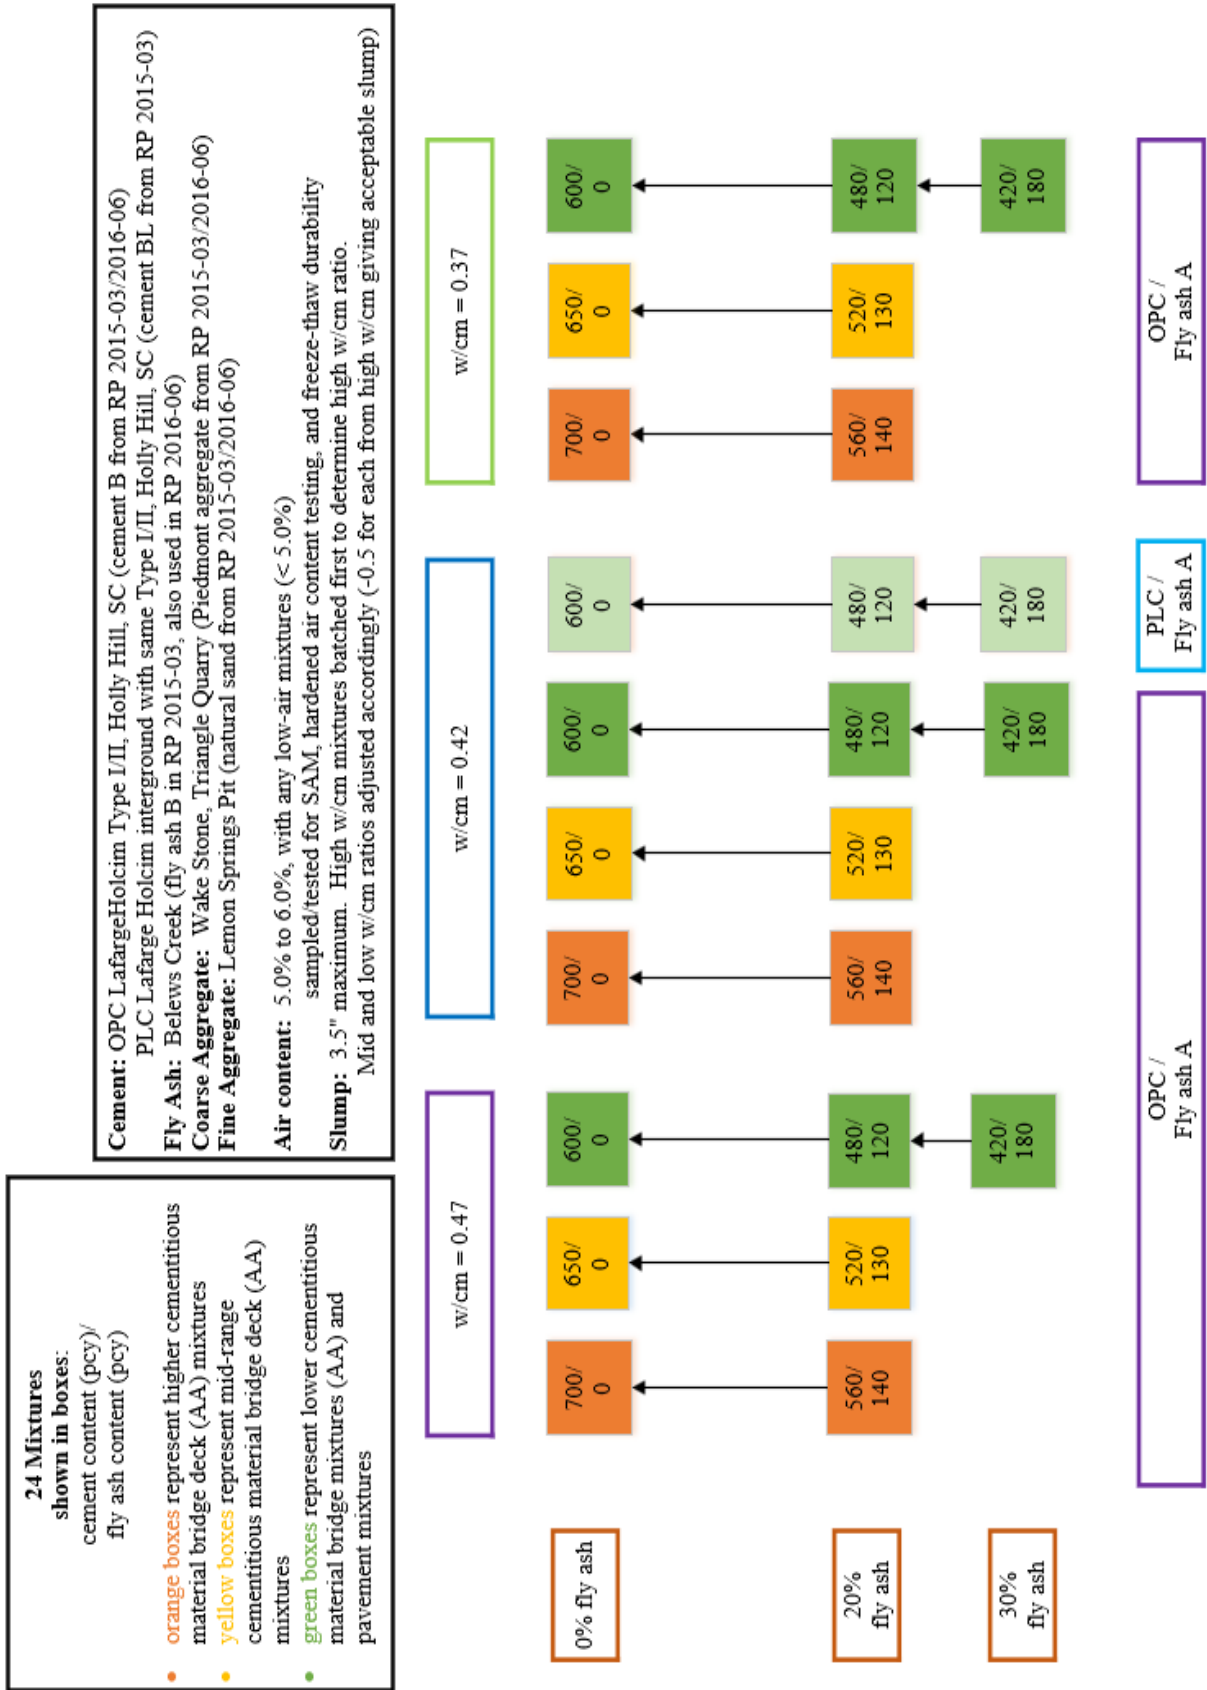 24 Mixtures
shown in boxes:
cement content (pcy)/
fly ash content (pcy)
• orange boxes represent higher cementitious
material bridge deck (AA) mixtures
• yellow boxes represent mid-range
cementitious material bridge deck (AA)
mixtures
• green boxes represent lower cementitious
material bridge mixtures (AA) and
pavement mixtures
Cement: OPC LafargeHolcim Type I/II, Holly Hill, SC (cement B from RP 2015-03/2016-06)
PLC Lafarge Holcim interground with same Type I/II, Holly Hill, SC (cement BL from RP 2015-03)
Fly Ash: Belews Creek (fly ash B in RP 2015-03, also used in RP 2016-06)
Coarse Aggregate: Wake Stone, Triangle Quarry (Piedmont aggregate from RP 2015-03/2016-06)
Fine Aggregate: Lemon Springs Pit (natural sand from RP 2015-03/2016-06)
Air content: 5.0% to 6.0%, with any low-air mixtures (< 5.0%)
sampled/tested for SAM, hardened air content testing, and freeze-thaw durability
Slump: 3.5" maximum. High w/cm mixtures batched first to determine high w/cm ratio.
Mid and low w/cm ratios adjusted accordingly (-0.5 for each from high w/cm giving acceptable slump)
w/cm = 0.47
w/cm = 0.42
w/cm = 0.37
0% fly ash
700/
0
650/
0
600/
0
700/
0
650/
0
600/
0
600/
0
700/
0
650/
0
600/
0
20%
fly ash
560/
140
520/
130
480/
120
560/
140
520/
130
480/
120
480/
120
560/
140
520/
130
480/
120
30%
fly ash
420/
180
420/
180
420/
180
420/
180
OPC /
Fly ash A
PLC /
Fly ash A
OPC /
Fly ash A